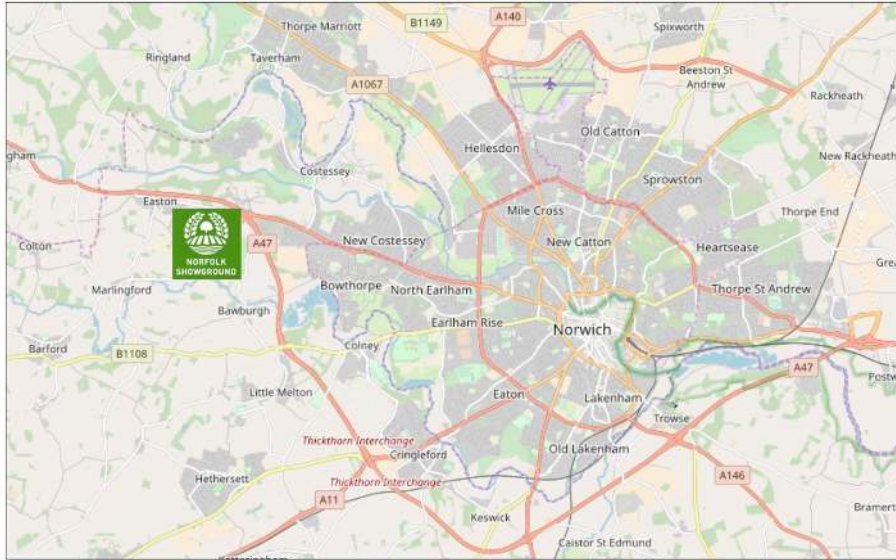 Thorpe Marriott
B1149
A140
Spixworth
Ringland
Taverham
A1067
Beeston St
Andrew
Rackheath
Old Catton
Hellesdon
gham
Costessey
Sprowston
New Rackheath
Easton
Mile Cross
Thorpe End
NORFOLK
SHOWGROUND
A47
New Costessey
New Catton
Heartsease
Colton
Grea
Marlingford
Bowthorpe
North Earlham
Thorpe St Andrew
Bawburgh
Earlham Rise
Norwich
Barford
B1108
Colney
Postw
A47
Little Melton
Eaton
Lakenham
Trowse
Thickthorn Interchange
Cringleford
Old Lakenham
Hethersett
Thickthorn Interchange
A146
A11
Keswick
Bramert
Caistor St Edmund